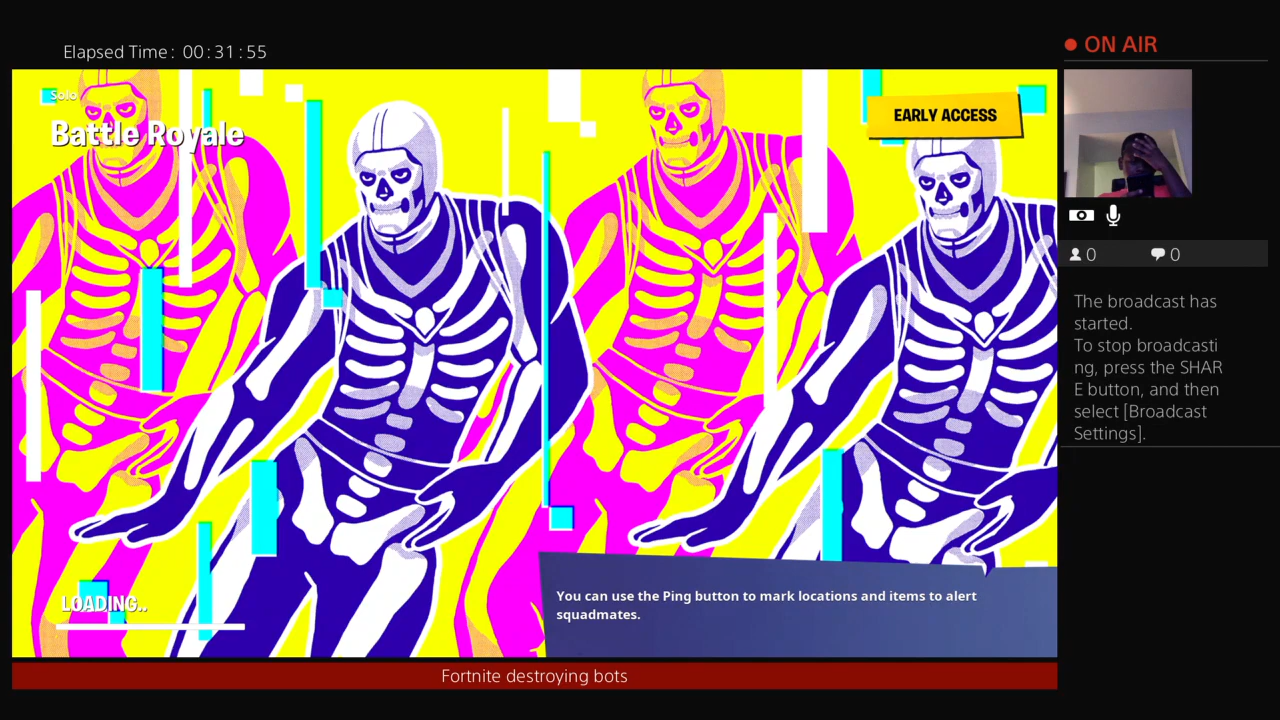 Elapsed Time: 00:31:55
ON AIR
Solo
Battle Royale
EARLY ACCESS
0
0
The broadcast has
started.
To stop broadcasti
ng, press the SHAR
E button, and then
select [Broadcast
Settings].
LOADING..
You can use the Ping button to mark locations and items to alert
squadmates.
Fortnite destroying bots